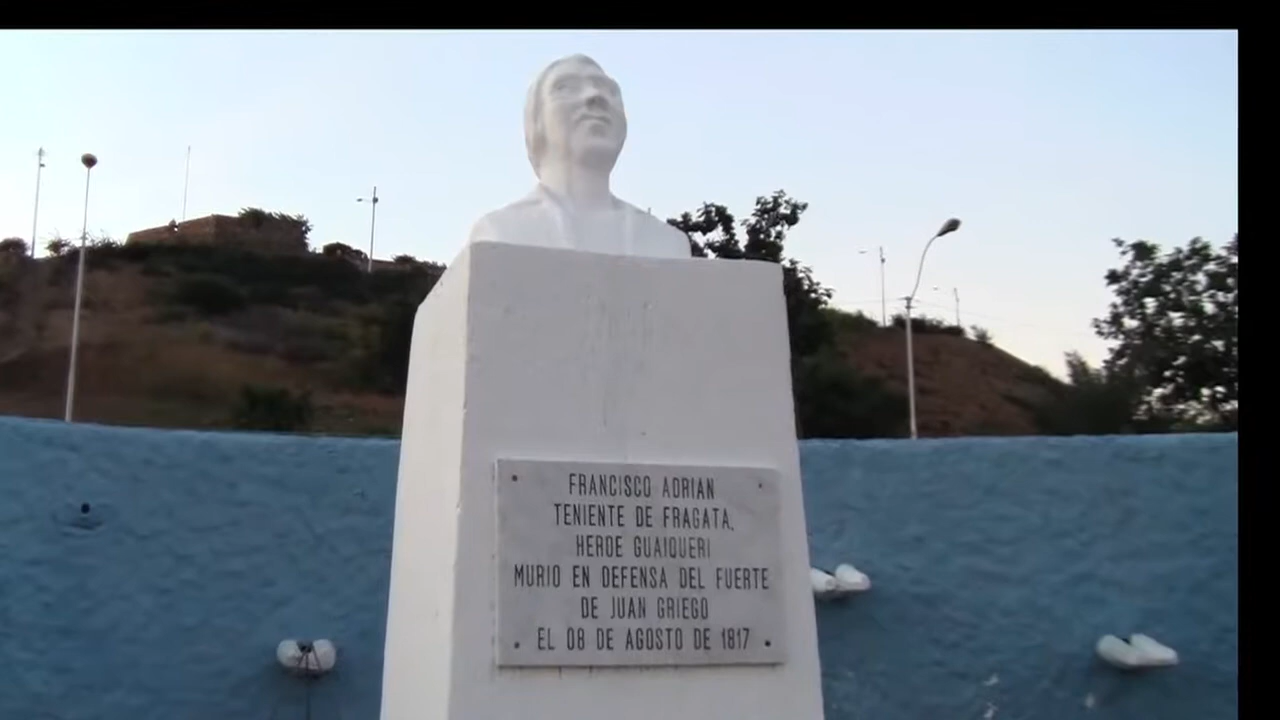 FRANCISCO ADRIAN
TENIENTE DE FRAGATA,
HEROE GUAIQUERI
MURIO EN DEFENSA DEL FUERTE
DE JUAN GRIEGO
EL 08 DE AGOSTO DE 1817